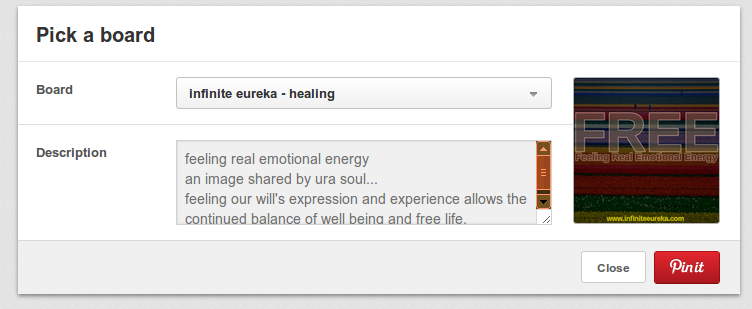 Pick a board
Board
infinite eureka - healing
Description
feeling real emotional energy
an image shared by ura soul...
feeling our will's expression and experience allows the
continued balance of well being and free life.
FREE
Feeling Real Emotional Energy
www.infiniteeureka.com
Close
Pin it